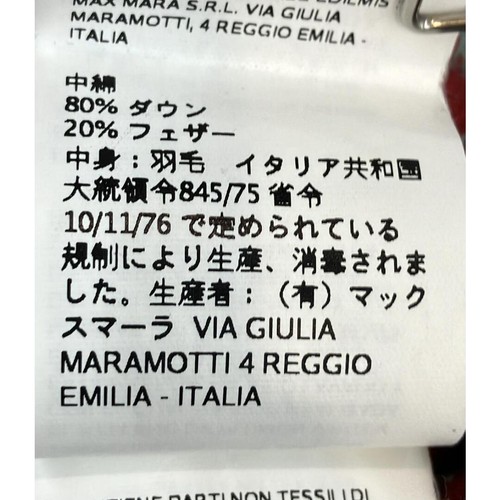 MAX MARA S.R.L. VIA GIULIA
MARAMOTTI, 4 REGGIO EMILIA -
ITALIA
中綿
80% ダウン
20% フェザー
中身：羽毛　イタリア共和国
大統領令845/75 省令
10/11/76 で定められている
規制により生産、消毒されま
した。生産者：（有）マック
スマーラ VIA GIULIA
MARAMOTTI 4 REGGIO
EMILIA - ITALIA
PARTI NON TESSILI DI